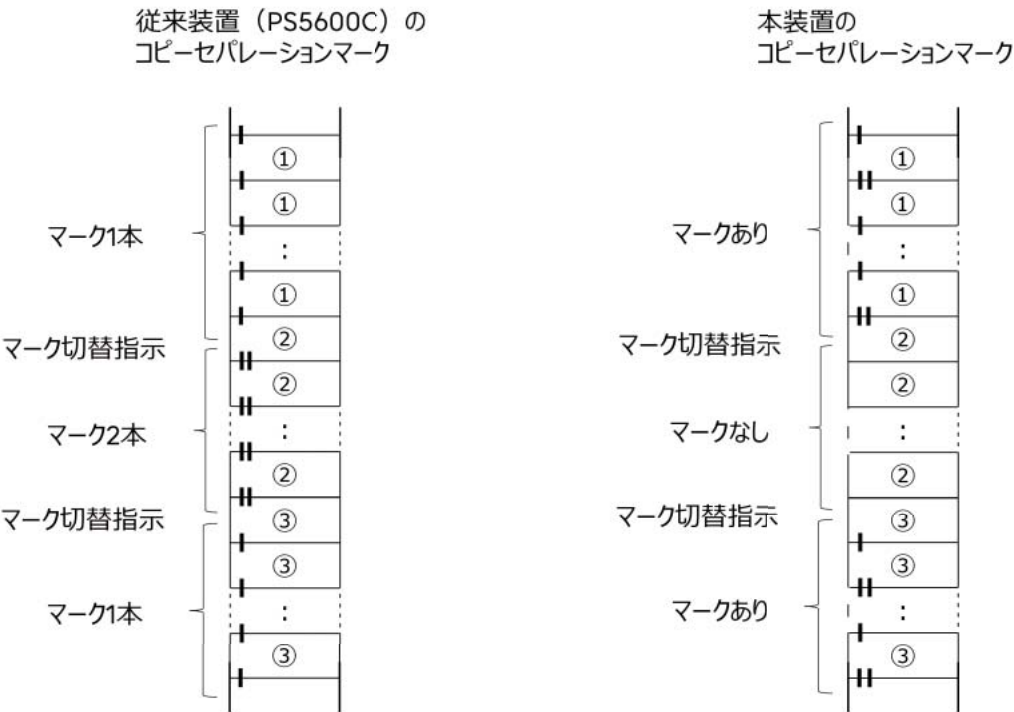 従来装置（PS5600C）の
コピーセパレーションマーク
マーク1本
マーク切替指示
マーク2本
マーク切替指示
マーク1本
①
①
:
①
②
②
:
②
③
③
:
③
本装置の
コピーセパレーションマーク
マークあり
マーク切替指示
マークなし
マーク切替指示
マークあり
①
①
:
①
②
②
:
②
③
③
:
③